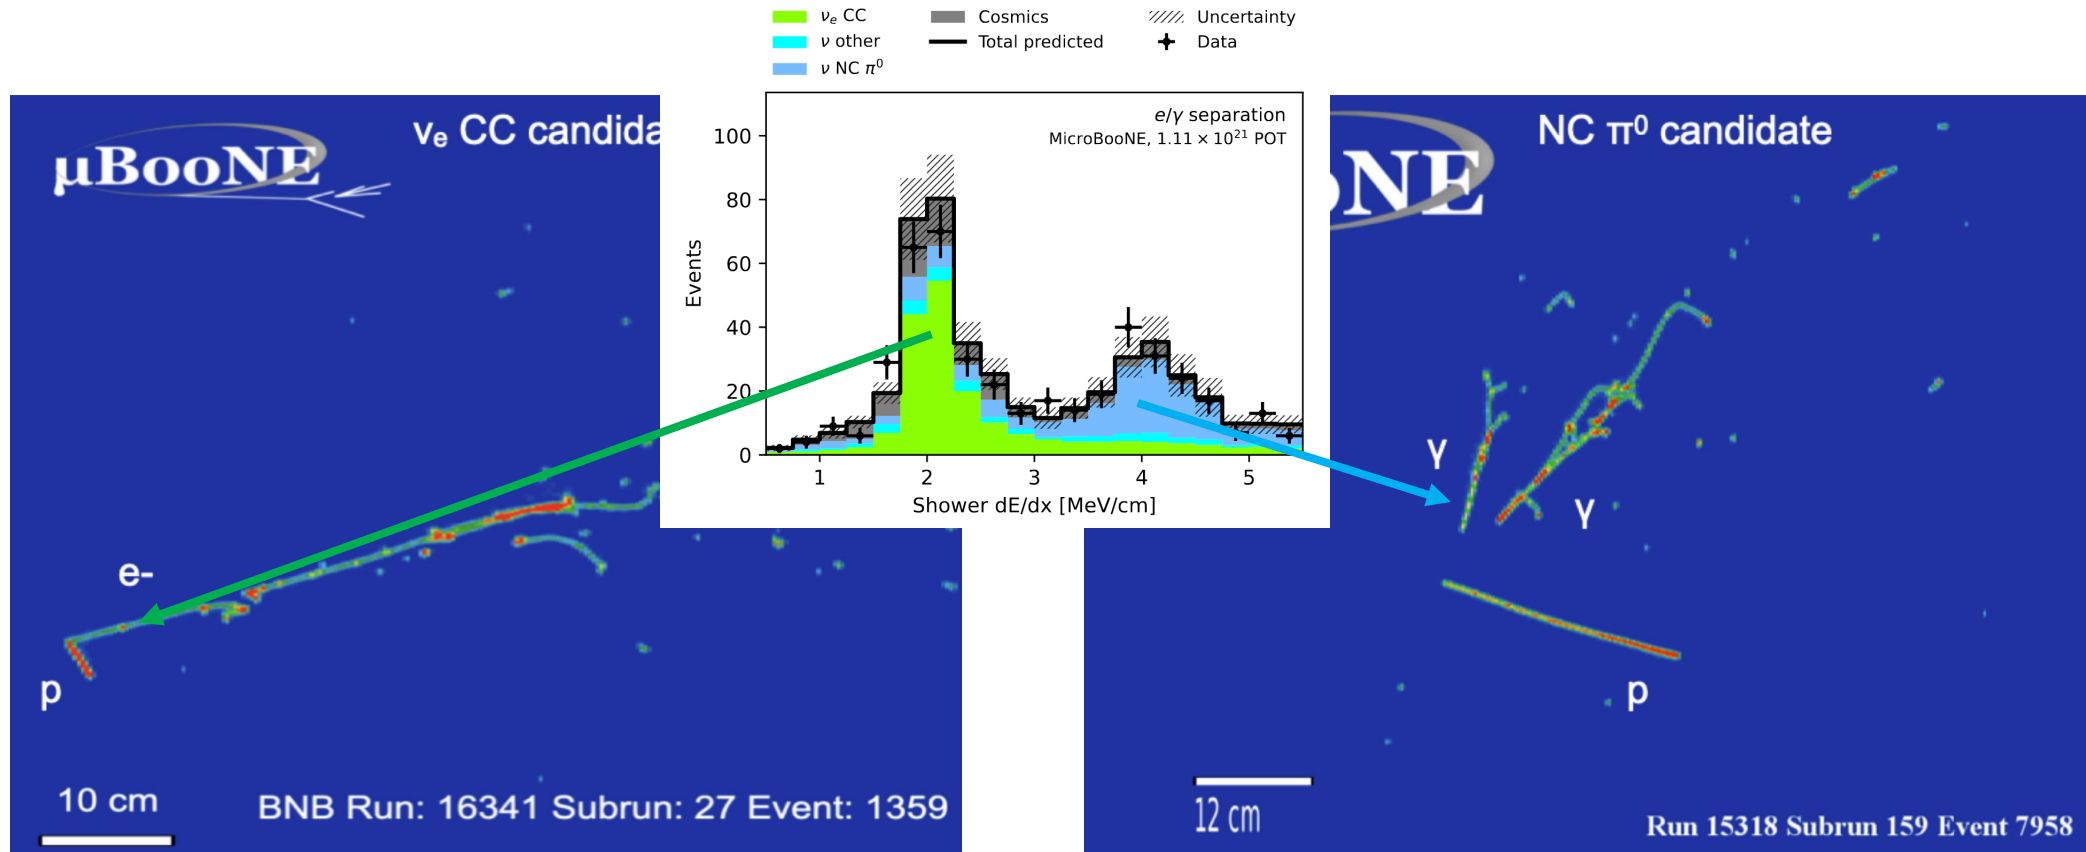 νe CC
ν other
ν NC π⁰
Cosmics
Total predicted
Uncertainty
Data
µBooNE
νe CC candida
e-
p
10 cm
BNB Run: 16341 Subrun: 27 Event: 1359
e/γ separation
MicroBooNE, 1.11 × 10²¹ POT
Events
100
80
60
40
20
0
1 2 3 4 5
Shower dE/dx [MeV/cm]
oNE
NC π⁰ candidate
γ
γ
p
12 cm
Run 15318 Subrun 159 Event 7958